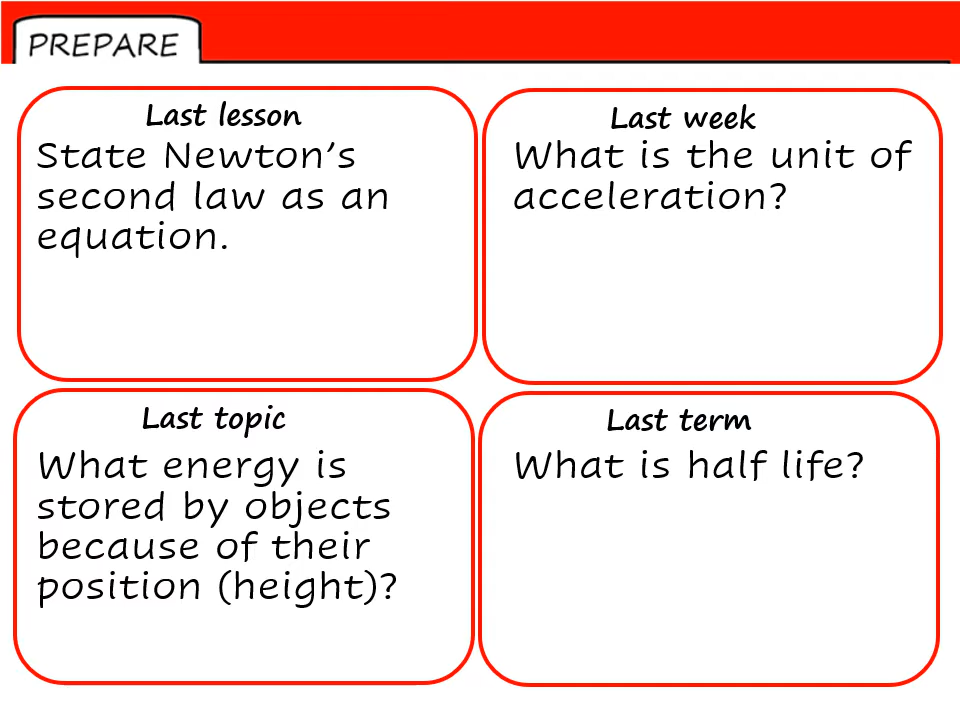 PREPARE
Last lesson
State Newton’s
second law as an
equation.
Last week
What is the unit of
acceleration?
Last topic
What energy is
stored by objects
because of their
position (height)?
Last term
What is half life?